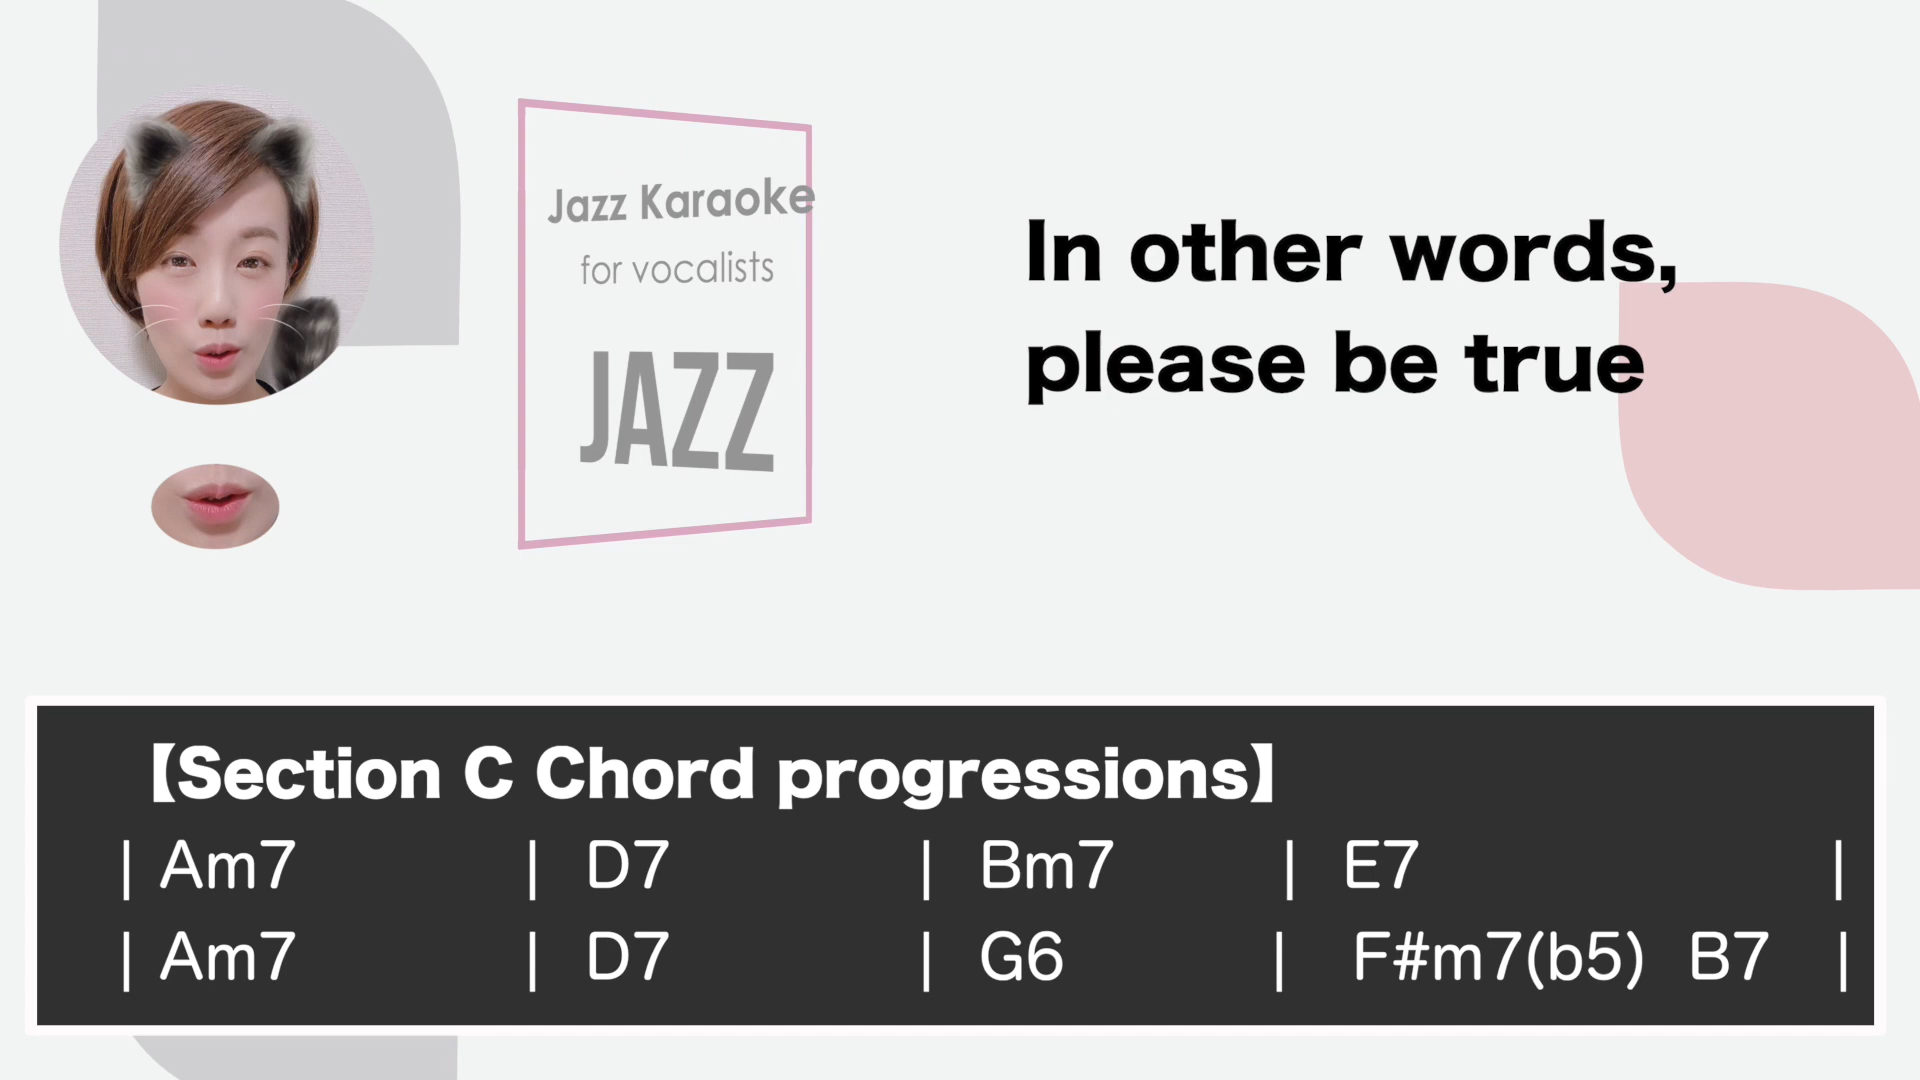 Jazz Karaoke
for vocalists
JAZZ
In other words,
please be true
【Section C Chord progressions】
| Am7 | D7 | Bm7 | E7 |
| Am7 | D7 | G6 | F#m7(b5) B7 |